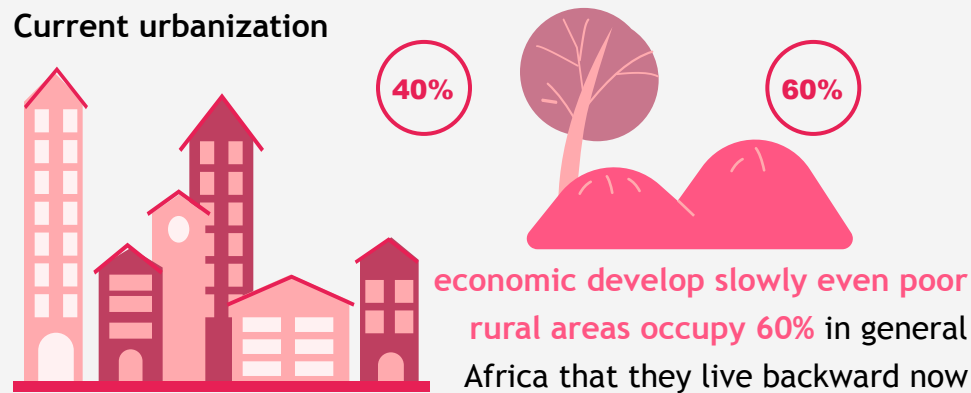 Current urbanization
40%
60%
economic develop slowly even poor
rural areas occupy 60% in general
Africa that they live backward now